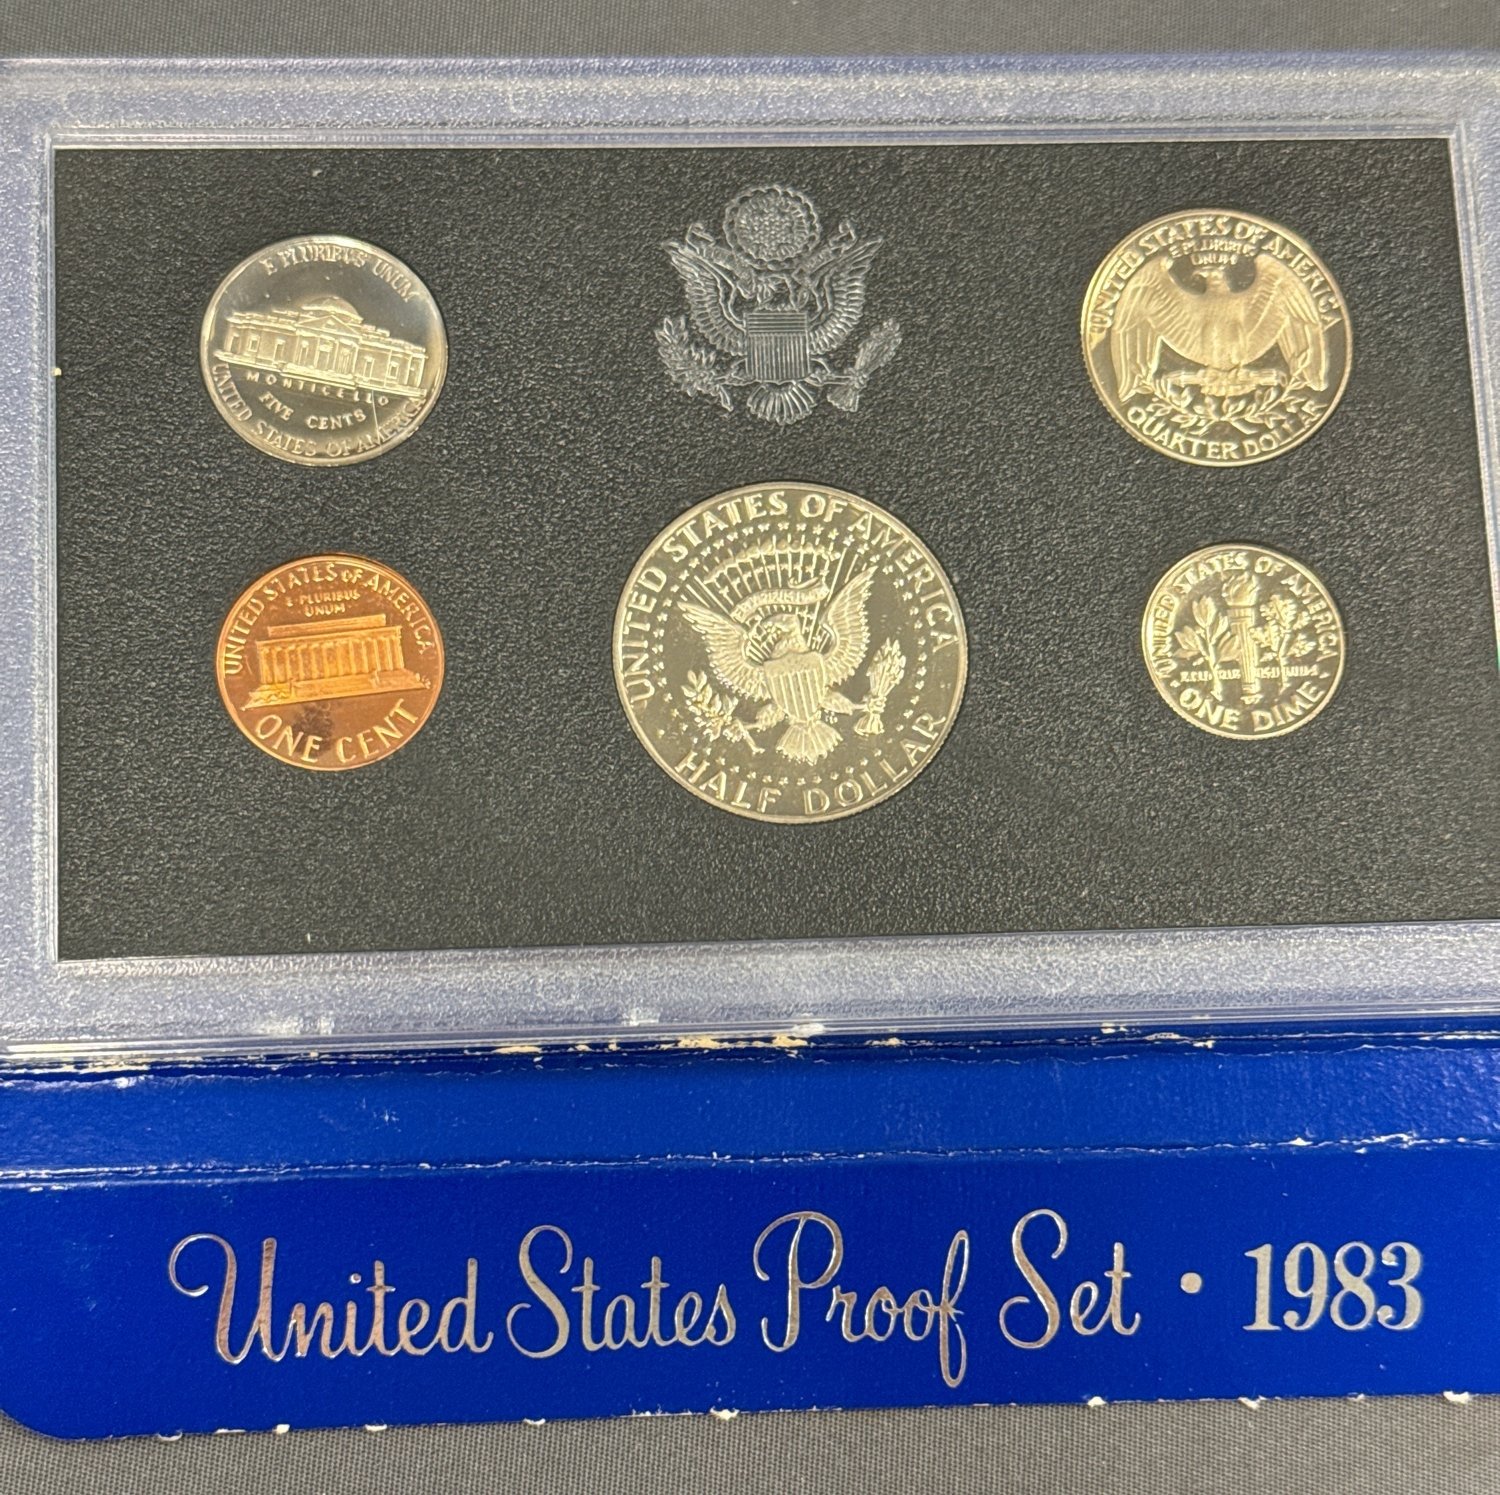 E PLURIBUS UNUM
MONTICELLO
FIVE CENTS
UNITED STATES OF AMERICA
UNITED STATES OF AMERICA
E PLURIBUS
UNUM
QUARTER DOLLAR
UNITED STATES OF AMERICA
E PLURIBUS
UNUM
ONE CENT
UNITED STATES OF AMERICA
HALF DOLLAR
UNITED STATES OF AMERICA
ONE DIME
United States Proof Set • 1983